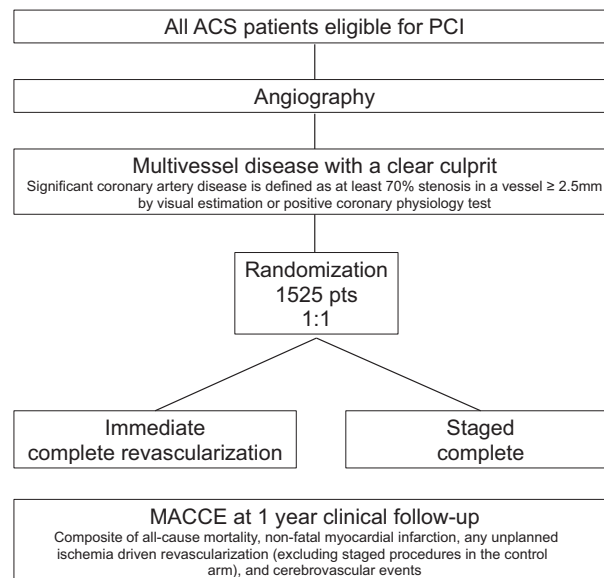 All ACS patients eligible for PCI
Angiography
Multivessel disease with a clear culprit
Significant coronary artery disease is defined as at least 70% stenosis in a vessel ≥ 2.5mm
by visual estimation or positive coronary physiology test
Randomization
1525 pts
1:1
Immediate
complete revascularization
Staged
complete
MACCE at 1 year clinical follow-up
Composite of all-cause mortality, non-fatal myocardial infarction, any unplanned
ischemia driven revascularization (excluding staged procedures in the control
arm), and cerebrovascular events